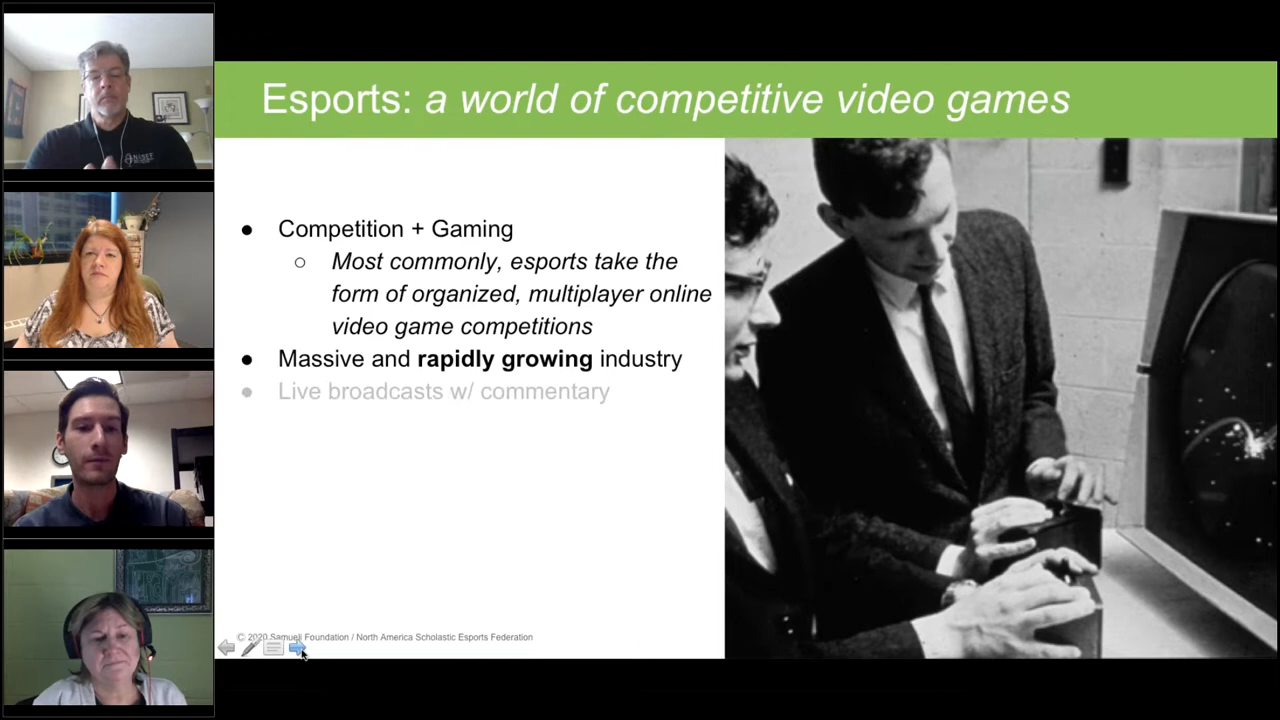 Esports: a world of competitive video games
● Competition + Gaming
○ Most commonly, esports take the
form of organized, multiplayer online
video game competitions
● Massive and rapidly growing industry
● Live broadcasts w/ commentary
© 2020 Samueli Foundation / North America Scholastic Esports Federation